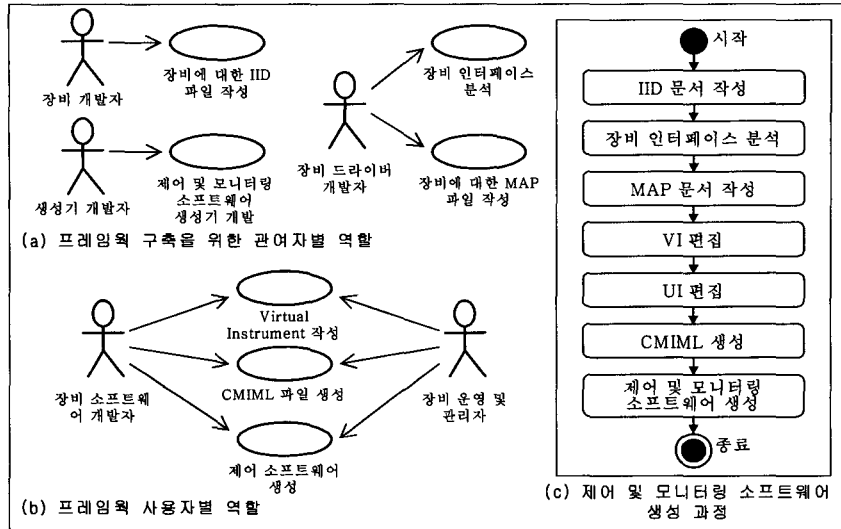 장비 개발자
장비에 대한 IID
파일 작성
생성기 개발자
제어 및 모니터링
소프트웨어
생성기 개발
장비 드라이버
개발자
장비 인터페이스
분석
장비에 대한 MAP
파일 작성
(a) 프레임웍 구축을 위한 관여자별 역할
장비 소프트웨
어 개발자
Virtual
Instrument 작성
CMIML 파일 생성
제어 소프트웨어
생성
장비 운영 및
관리자
(b) 프레임웍 사용자별 역할
시작
IID 문서 작성
장비 인터페이스 분석
MAP 문서 작성
VI 편집
UI 편집
CMIML 생성
제어 및 모니터링
소프트웨어 생성
종료
(c) 제어 및 모니터링 소프트웨어
생성 과정